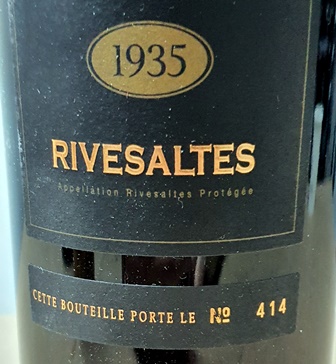 1935
RIVESALTES
Appellation Rivesaltes Protégée
CETTE BOUTEILLE PORTE LE Nº 414